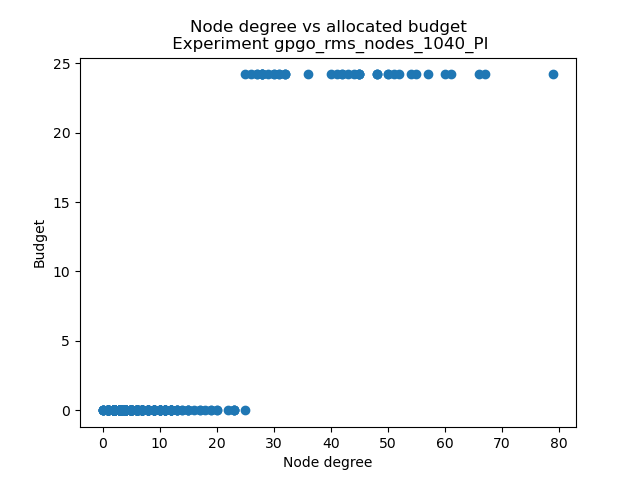 Node degree vs allocated budget
Experiment gpgo_rms_nodes_1040_PI
25
20
15
10
5
0
Budget
0 10 20 30 40 50 60 70 80
Node degree